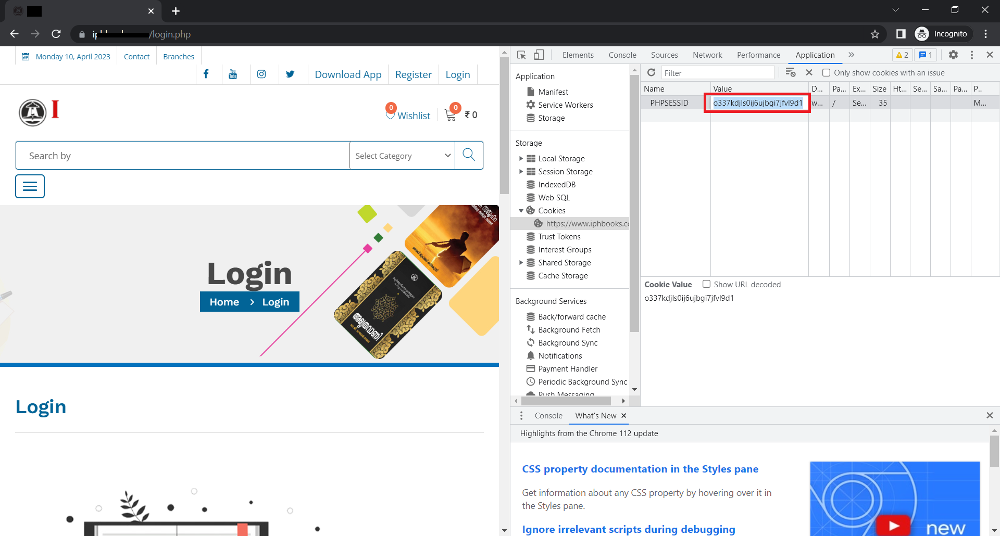 /login.php
Incognito
Monday 10, April 2023
Contact
Branches
You
Tube
Download App
Register
Login
I
0
Wishlist
0
₹ 0
Search by
Select Category
Login
Home > Login
Login
Elements
Console
Sources
Network
Performance
Application
2
1
Application
Manifest
Service Workers
Storage
Storage
Local Storage
Session Storage
IndexedDB
Web SQL
Cookies
https://www.iphbooks.co
Trust Tokens
Interest Groups
Shared Storage
Cache Storage
Background Services
Back/forward cache
Background Fetch
Background Sync
Notifications
Payment Handler
Periodic Background Sync
Push Messaging
Filter
Only show cookies with an issue
Name Value D... Pa... Ex... Size Ht... Se... Sa... Pa... P..
PHPSESSID o337kdjls0ij6ujbgi7jfvl9d1 w... / Se... 35 M...
Cookie Value
Show URL decoded
o337kdjls0ij6ujbgi7jfvl9d1
Console
What's New
Highlights from the Chrome 112 update
CSS property documentation in the Styles pane
Get information about any CSS property by hovering over it in
the Styles pane.
Ignore irrelevant scripts during debugging
new